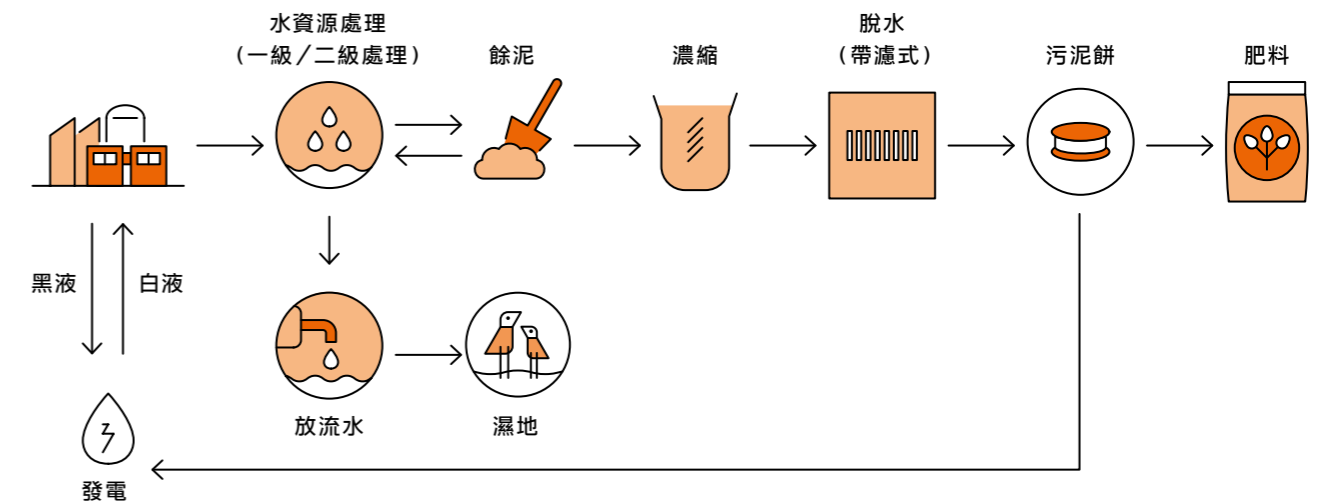 水資源處理
(一級/二級處理)
餘泥
濃縮
脫水
(帶濾式)
污泥餅
肥料
黑液
白液
放流水
濕地
發電